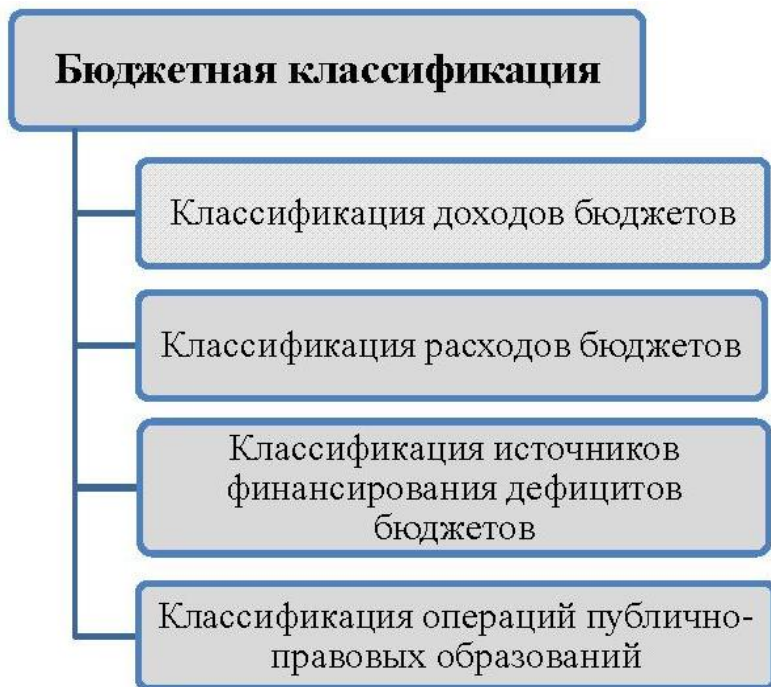 Бюджетная классификация
Классификация доходов бюджетов
Классификация расходов бюджетов
Классификация источников
финансирования дефицитов
бюджетов
Классификация операций публично-
правовых образований